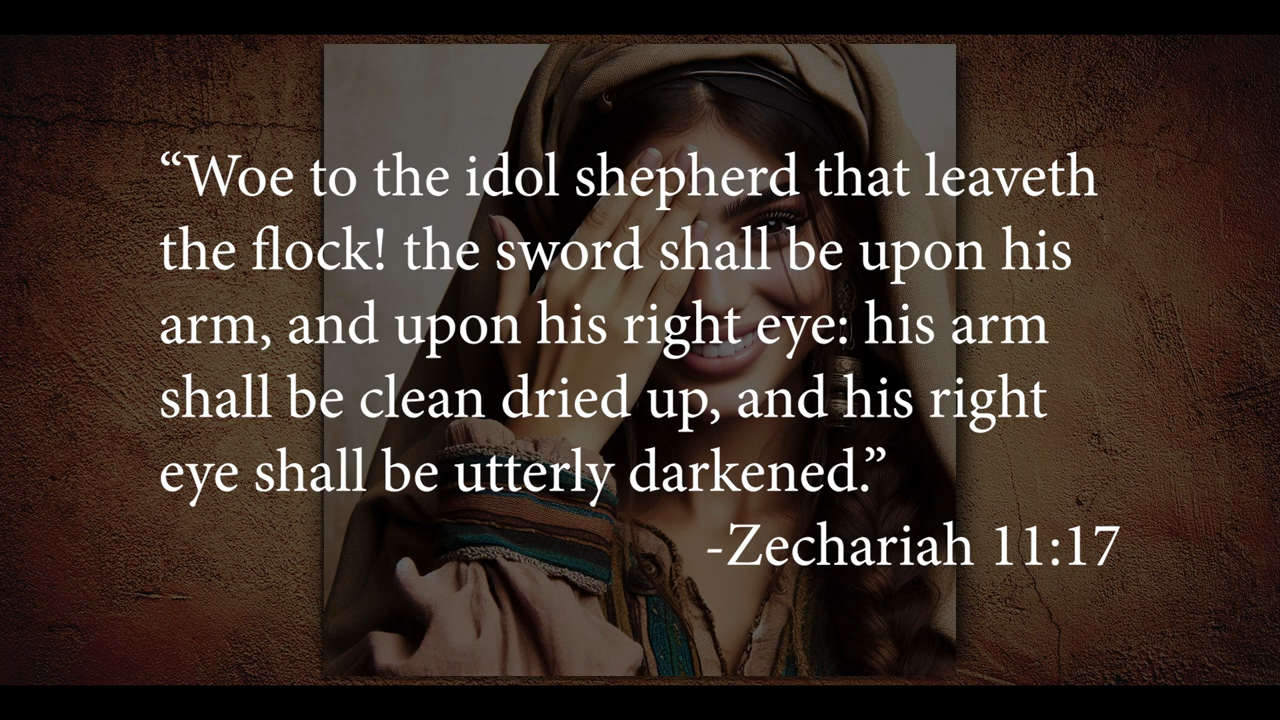 “Woe to the idol shepherd that leaveth
the flock! the sword shall be upon his
arm, and upon his right eye: his arm
shall be clean dried up, and his right
eye shall be utterly darkened.”
-Zechariah 11:17